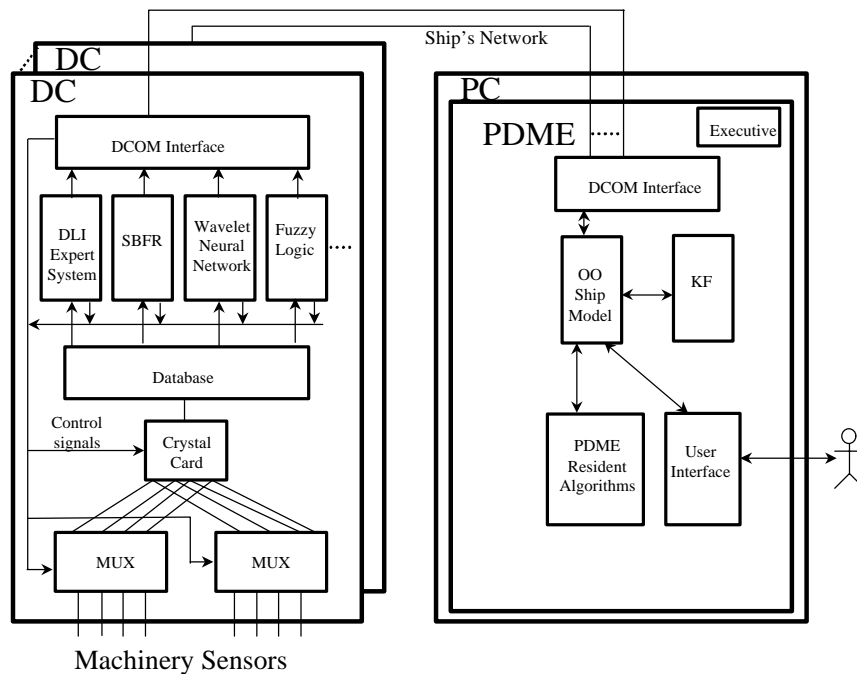 Ship's Network
DC
DC
DCOM Interface
DLI
Expert
System
SBFR
Wavelet
Neural
Network
Fuzzy
Logic
Database
Control
signals
Crystal
Card
MUX
MUX
Machinery Sensors
PC
PDME
Executive
DCOM Interface
OO
Ship
Model
KF
PDME
Resident
Algorithms
User
Interface